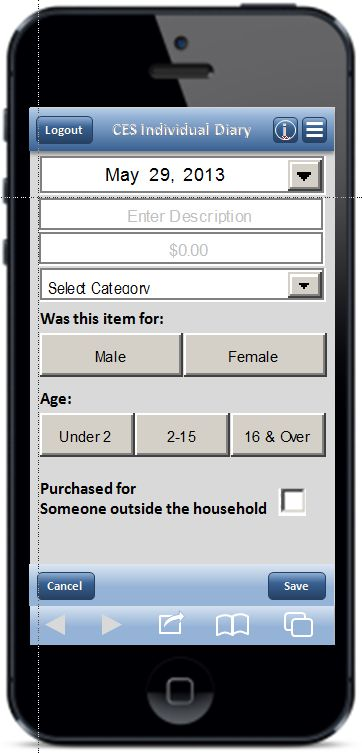 Logout CES Individual Diary i
May 29, 2013
Enter Description
$0.00
Select Category
Was this item for:
Male Female
Age:
Under 2 2-15 16 & Over
Purchased for
Someone outside the household
Cancel Save